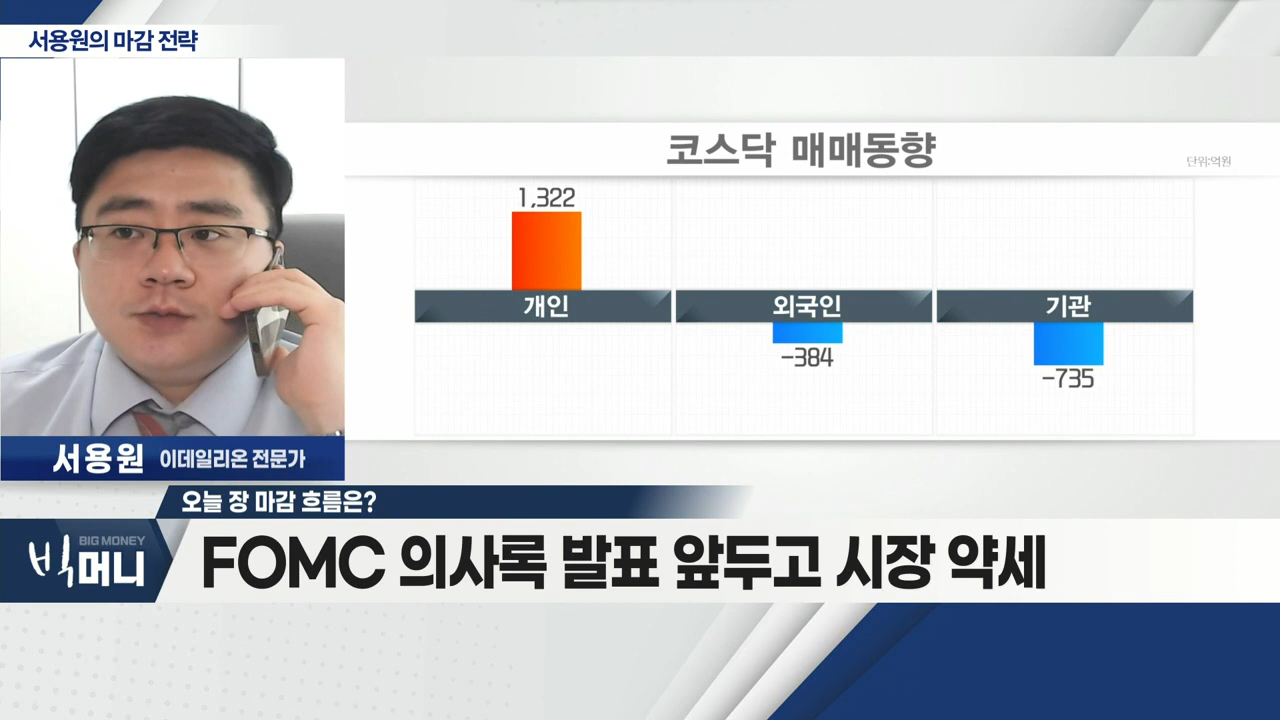 서용원의 마감 전략
코스닥 매매동향
단위:억원
1,322
개인
외국인
기관
-384
-735
서용원 이데일리온 전문가
오늘 장 마감 흐름은?
BIG MONEY
빅머니
FOMC 의사록 발표 앞두고 시장 약세